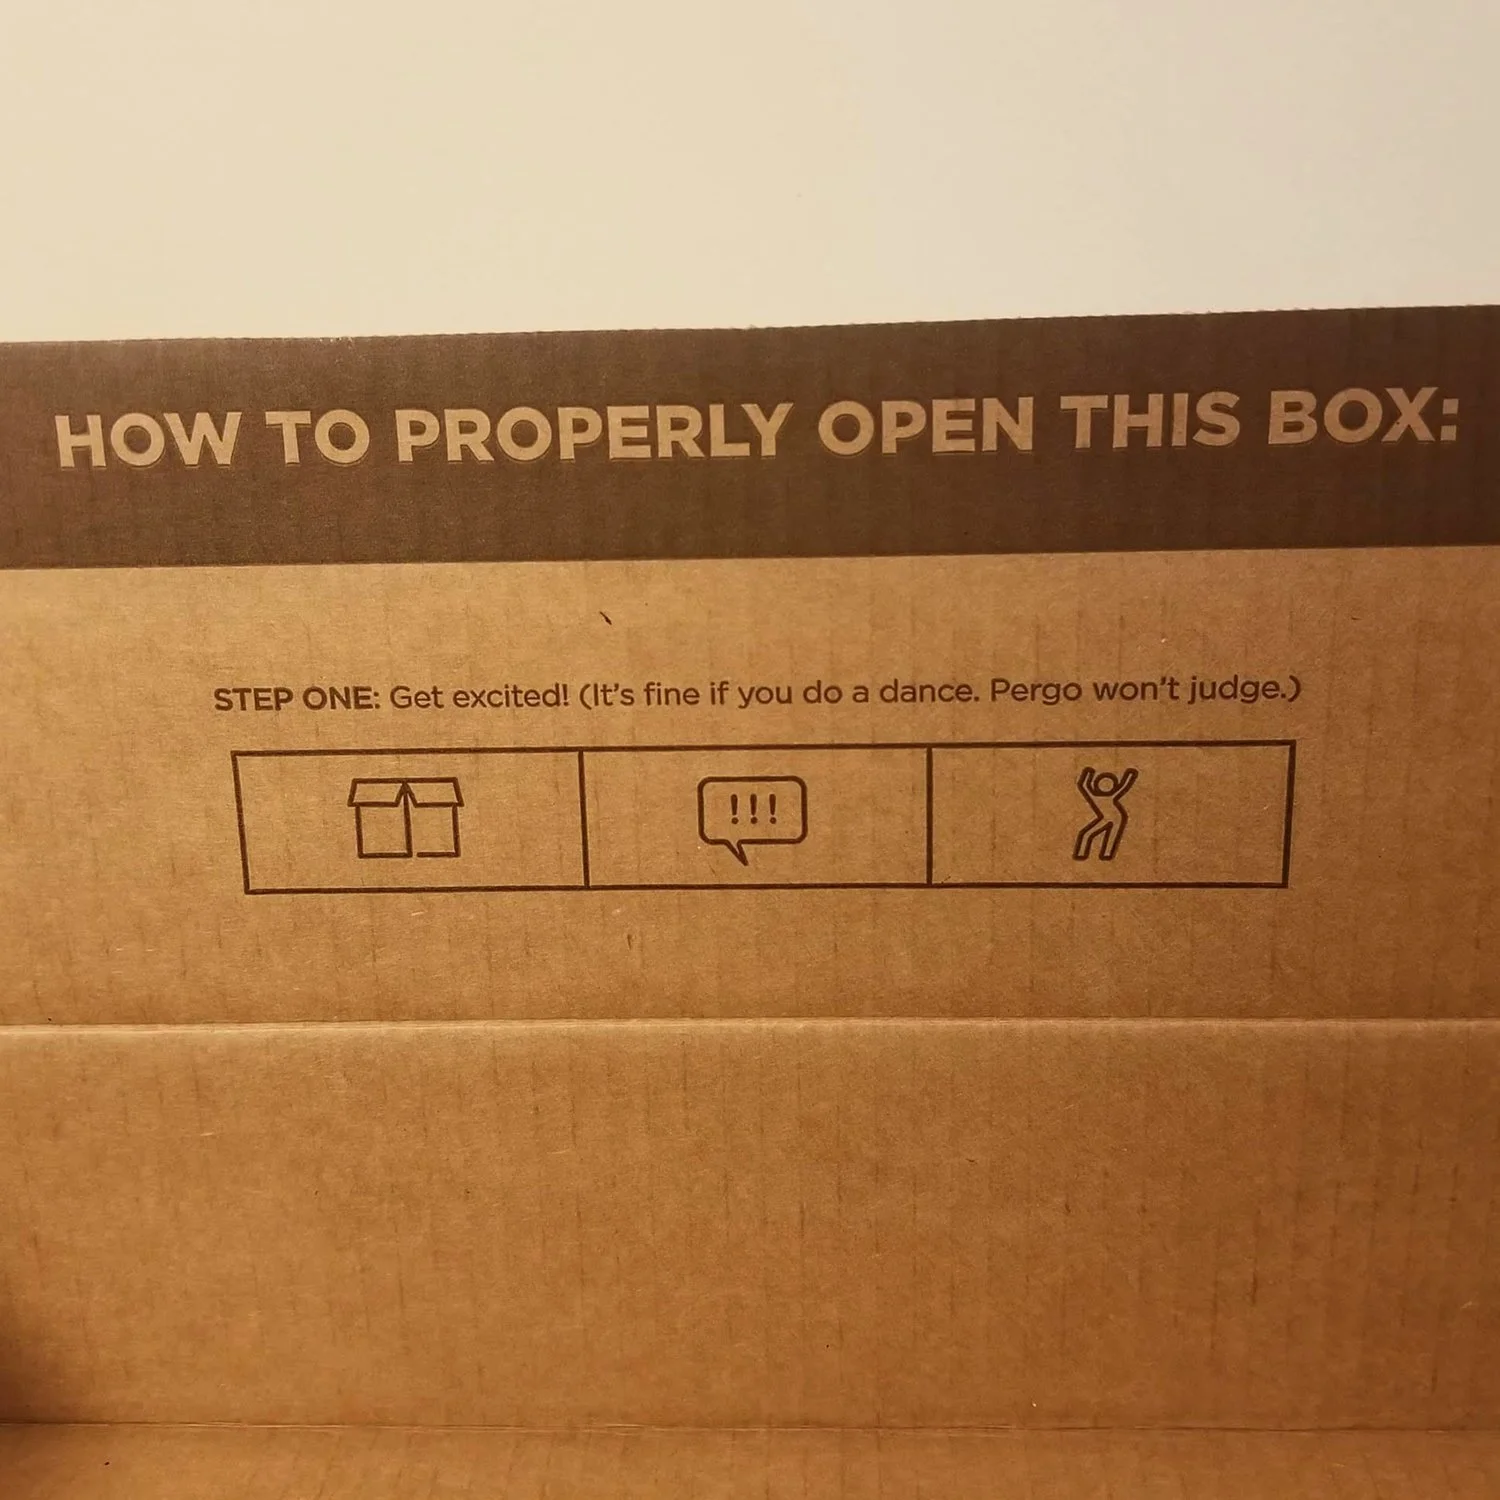 HOW TO PROPERLY OPEN THIS BOX:
STEP ONE: Get excited! (It's fine if you do a dance. Pergo won't judge.)
!!!